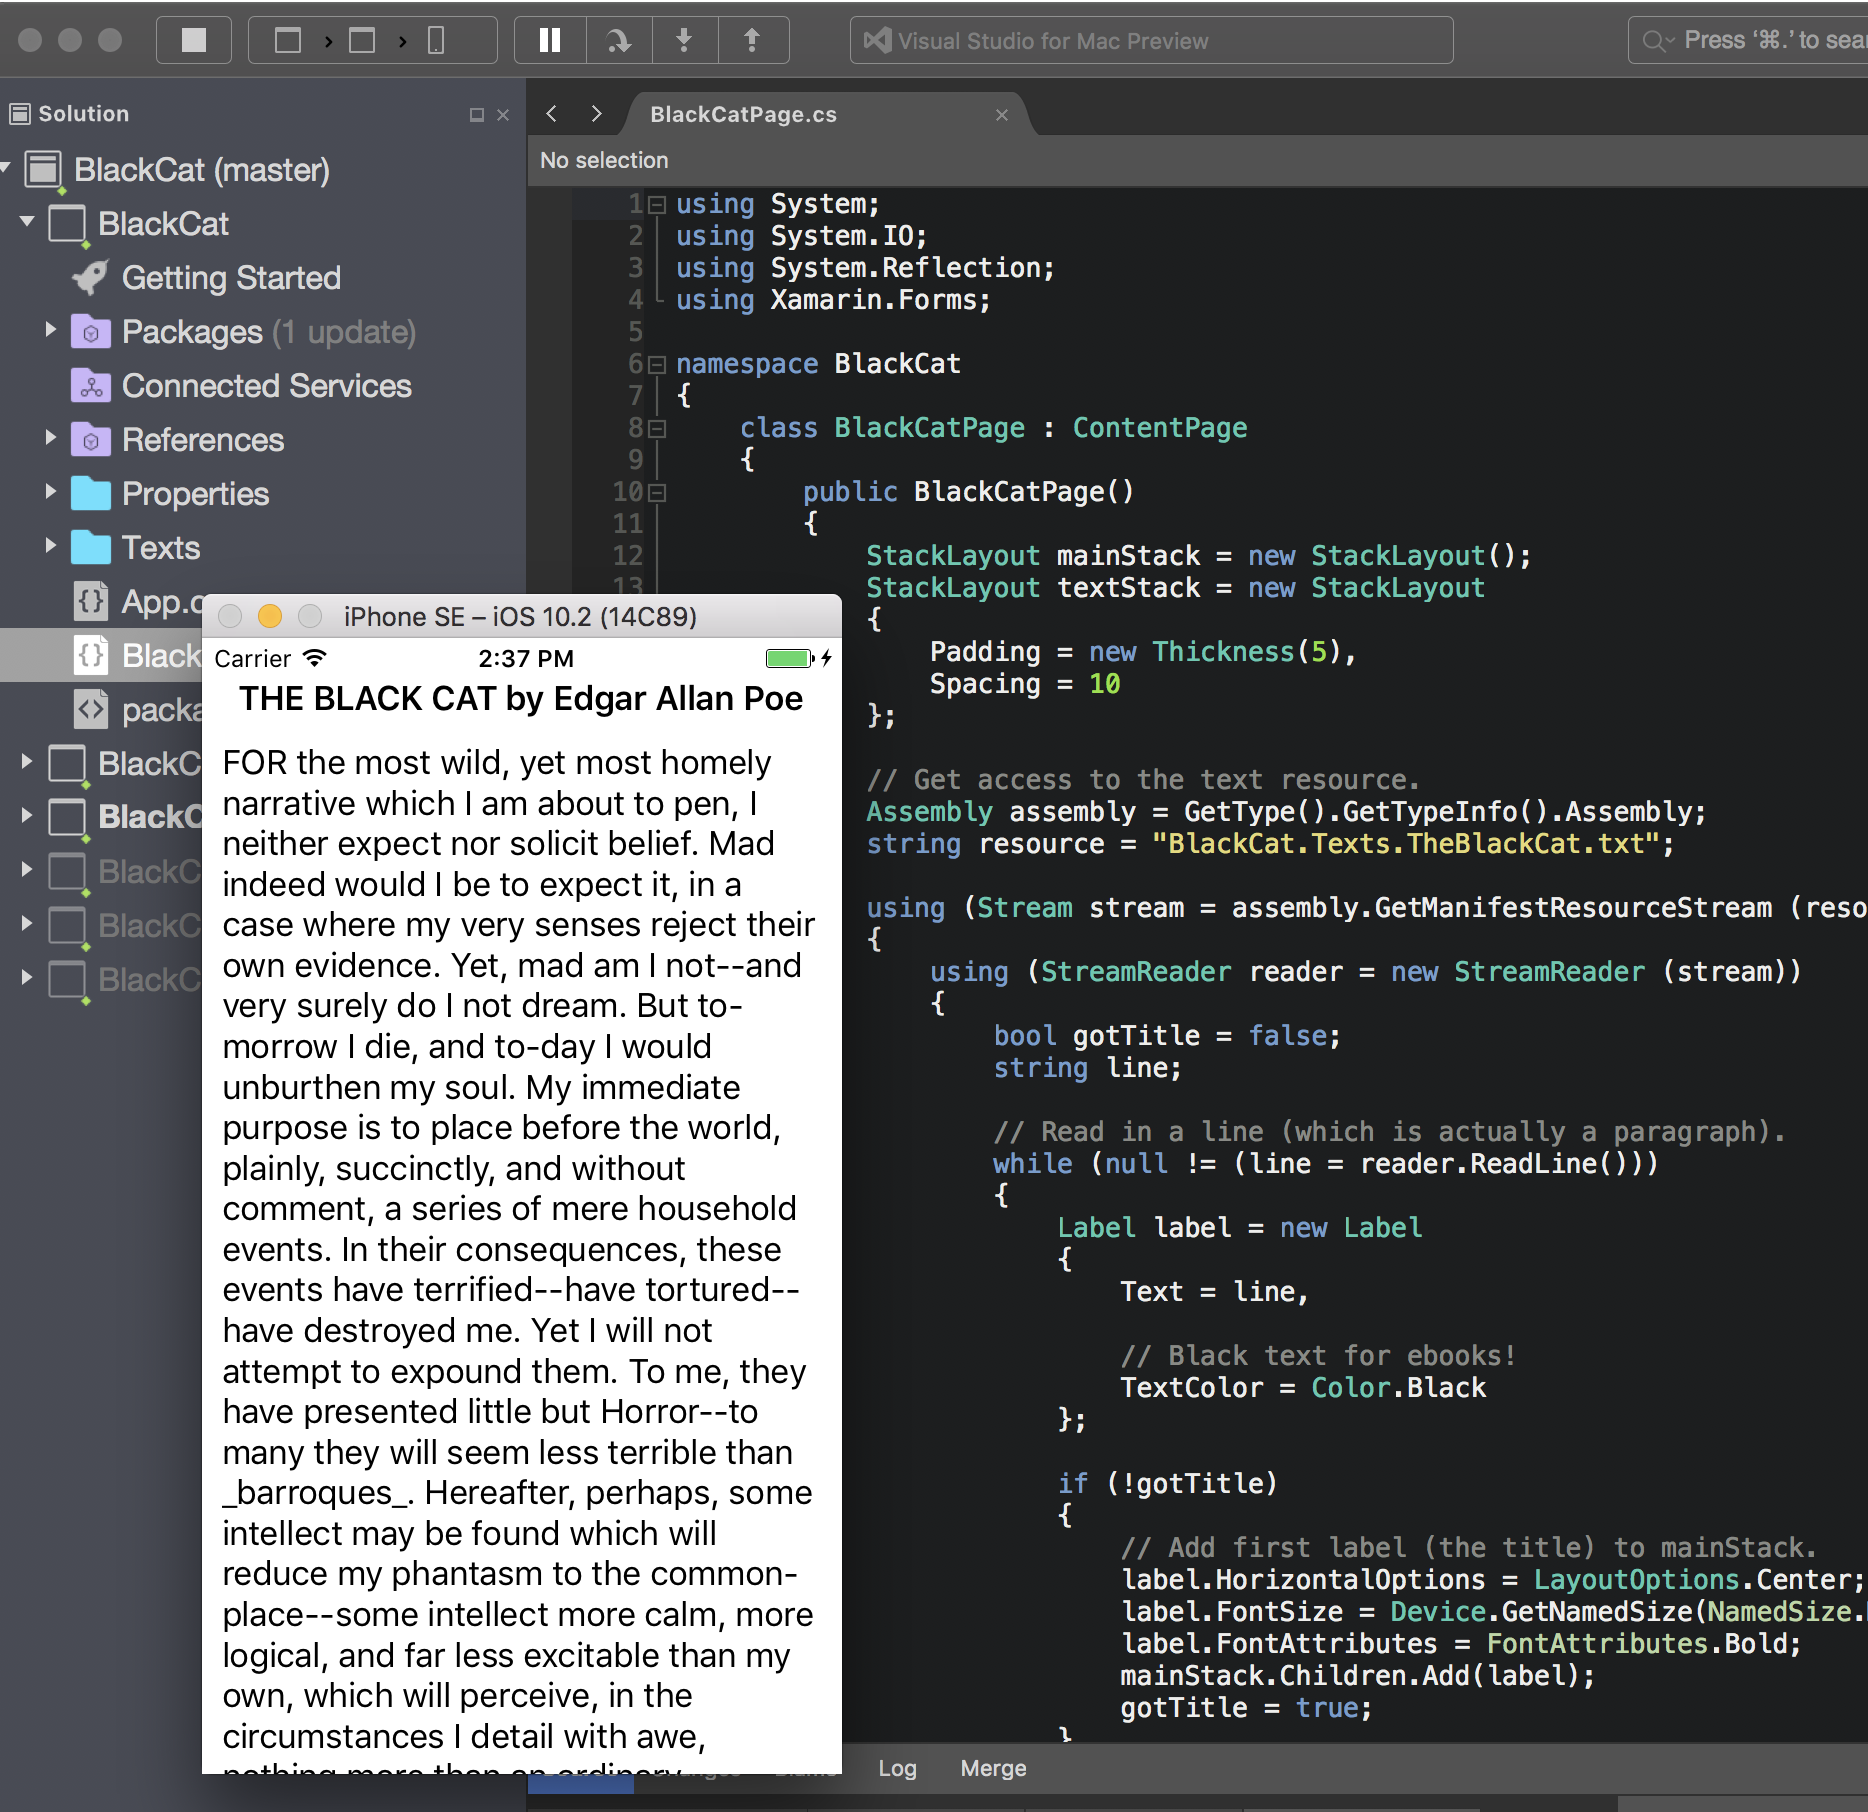 Visual Studio for Mac Preview
Press ‘⌘.’ to
Solution
BlackCatPage.cs
No selection
BlackCat (master)
BlackCat
Getting Started
Packages (1 update)
Connected Services
References
Properties
Texts
1 using System;
2 using System.IO;
3 using System.Reflection;
4 using Xamarin.Forms;
5
6 namespace BlackCat
7 {
8 class BlackCatPage : ContentPage
9 {
10 public BlackCatPage()
11 {
12 StackLayout mainStack = new StackLayout();
13 StackLayout textStack = new StackLayout
{
Padding = new Thickness(5),
Spacing = 10
};
// Get access to the text resource.
Assembly assembly = GetType().GetTypeInfo().Assembly;
string resource = "BlackCat.Texts.TheBlackCat.txt";
using (Stream stream = assembly.GetManifestResourceStream (
{
using (StreamReader reader = new StreamReader (stream))
{
bool gotTitle = false;
string line;
// Read in a line (which is actually a paragraph).
while (null != (line = reader.ReadLine()))
{
Label label = new Label
{
Text = line,
// Black text for ebooks!
TextColor = Color.Black
};
if (!gotTitle)
{
// Add first label (the title) to mainStack.
label.HorizontalOptions = LayoutOptions.Center;
label.FontSize = Device.GetNamedSize(NamedSize.
label.FontAttributes = FontAttributes.Bold;
mainStack.Children.Add(label);
gotTitle = true;
}
iPhone SE – iOS 10.2 (14C89)
Carrier 2:37 PM
THE BLACK CAT by Edgar Allan Poe
FOR the most wild, yet most homely
narrative which I am about to pen, I
neither expect nor solicit belief. Mad
indeed would I be to expect it, in a
case where my very senses reject their
own evidence. Yet, mad am I not--and
very surely do I not dream. But to-
morrow I die, and to-day I would
unburthen my soul. My immediate
purpose is to place before the world,
plainly, succinctly, and without
comment, a series of mere household
events. In their consequences, these
events have terrified--have tortured--
have destroyed me. Yet I will not
attempt to expound them. To me, they
have presented little but Horror--to
many they will seem less terrible than
_barroques_. Hereafter, perhaps, some
intellect may be found which will
reduce my phantasm to the common-
place--some intellect more calm, more
logical, and far less excitable than my
own, which will perceive, in the
circumstances I detail with awe,
nothing more than an ordinary
Log Merge